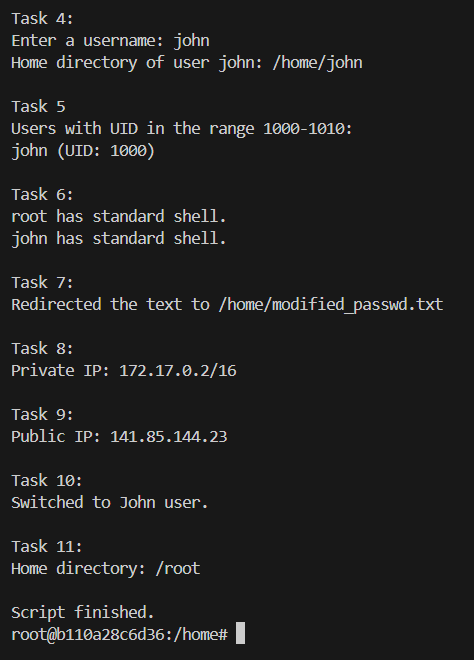 Task 4:
Enter a username: john
Home directory of user john: /home/john
Task 5
Users with UID in the range 1000-1010:
john (UID: 1000)
Task 6:
root has standard shell.
john has standard shell.
Task 7:
Redirected the text to /home/modified_passwd.txt
Task 8:
Private IP: 172.17.0.2/16
Task 9:
Public IP: 141.85.144.23
Task 10:
Switched to John user.
Task 11:
Home directory: /root
Script finished.
root@b110a28c6d36:/home#